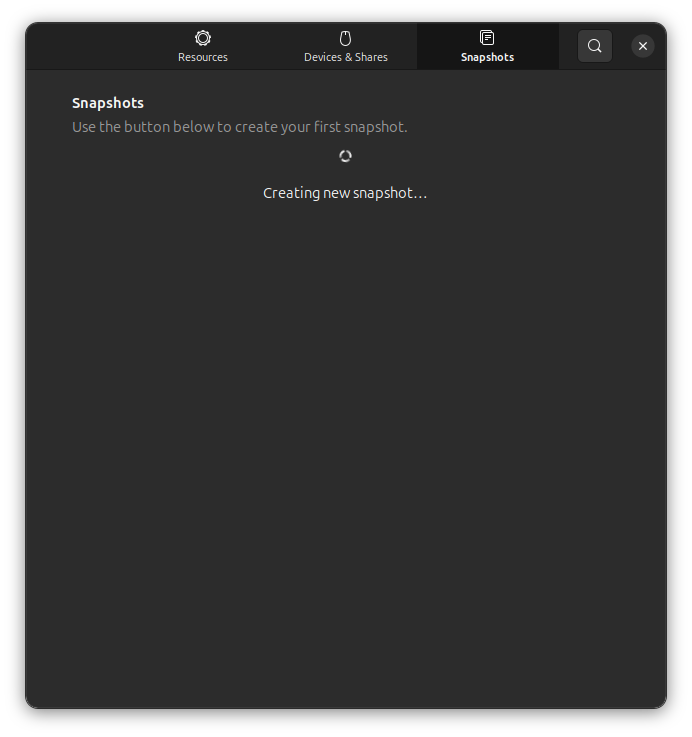 Resources
Devices & Shares
Snapshots
Snapshots
Use the button below to create your first snapshot.
Creating new snapshot…